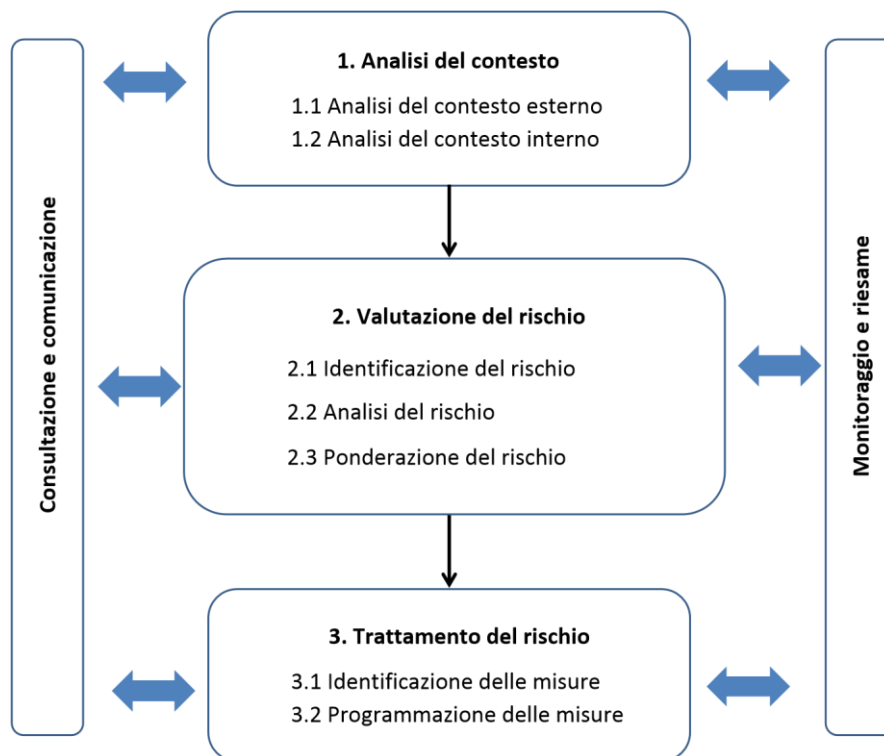 Consultazione e comunicazione
1. Analisi del contesto
1.1 Analisi del contesto esterno
1.2 Analisi del contesto interno
2. Valutazione del rischio
2.1 Identificazione del rischio
2.2 Analisi del rischio
2.3 Ponderazione del rischio
3. Trattamento del rischio
3.1 Identificazione delle misure
3.2 Programmazione delle misure
Monitoraggio e riesame